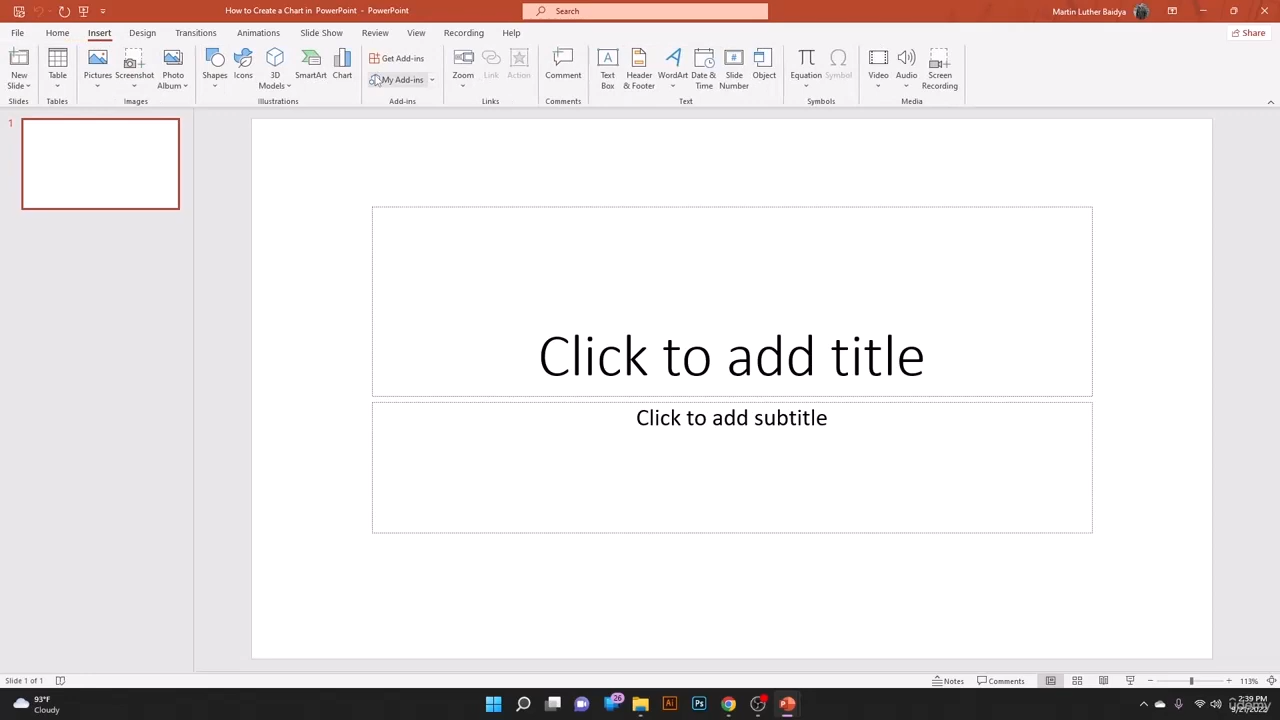 How to Create a Chart in PowerPoint - PowerPoint
Search
Martin Luther Baidya
File Home Insert Design Transitions Animations Slide Show Review View Recording Help
Share
New Slide
Table
Pictures
Screenshot
Photo Album
Shapes
Icons
3D Models
SmartArt
Chart
Get Add-ins
My Add-ins
Zoom
Link
Action
Comment
Text Box
Header & Footer
WordArt
Date & Time
Slide Number
Object
Equation
Symbol
Video
Audio
Screen Recording
Slides Tables Images Illustrations Add-ins Links Comments Text Symbols Media
1
Click to add title
Click to add subtitle
Slide 1 of 1
Notes
Comments
113%
93°F
Cloudy
26
Ai
Ps
2:39 PM
udemy